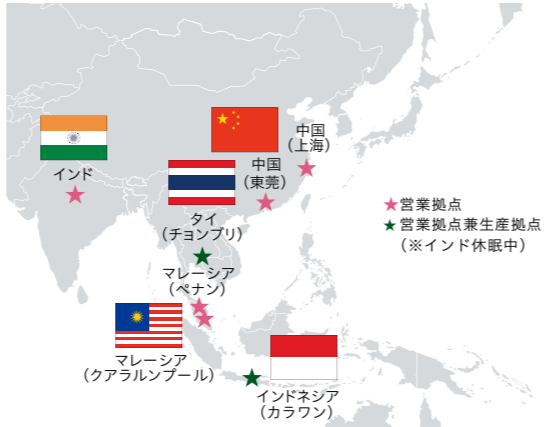 中国
（上海）
インド
中国
（東莞）
★営業拠点
タイ
（チョンブリ）
★営業拠点兼生産拠点
（※インド休眠中）
マレーシア
（ペナン）
マレーシア
（クアラルンプール）
インドネシア
（カラワン）